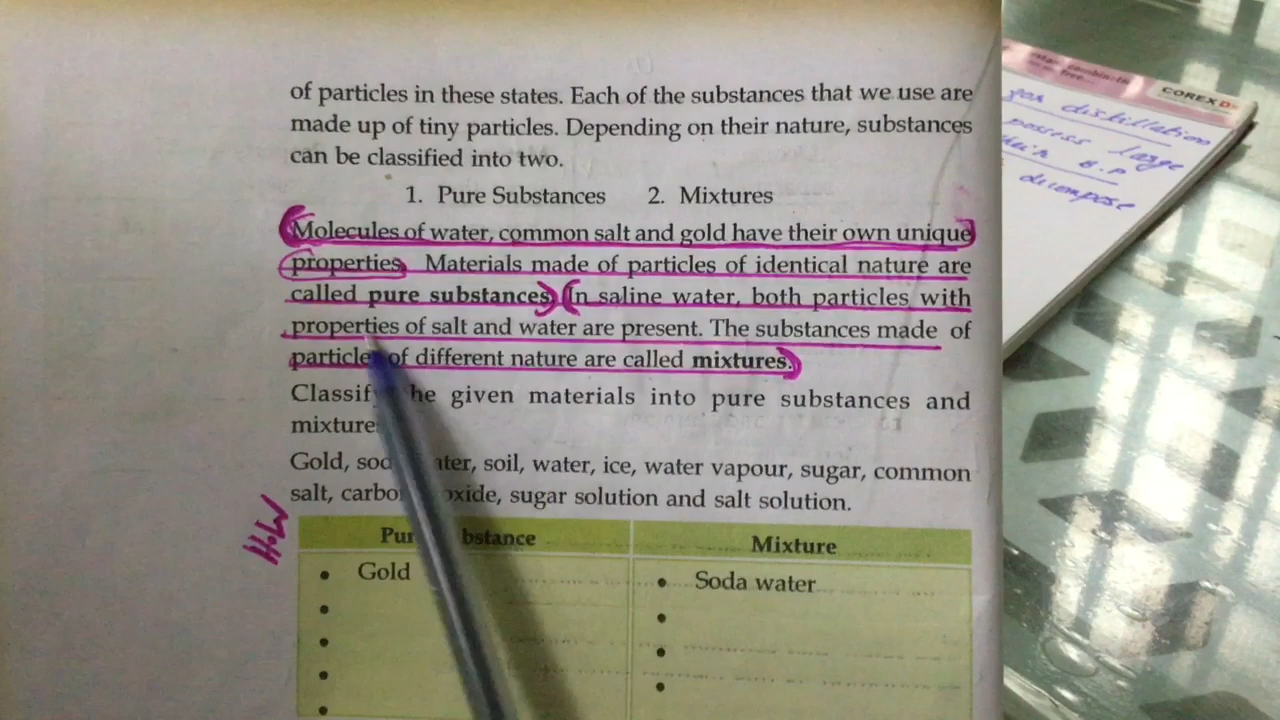 of particles in these states. Each of the substances that we use are
made up of tiny particles. Depending on their nature, substances
can be classified into two.
1. Pure Substances 2. Mixtures
Molecules of water, common salt and gold have their own unique
properties. Materials made of particles of identical nature are
called pure substances. In saline water, both particles with
properties of salt and water are present. The substances made of
particles of different nature are called mixtures.
Classify the given materials into pure substances and
mixture
Gold, soda water, soil, water, ice, water vapour, sugar, common
salt, carbon dioxide, sugar solution and salt solution.
HOW
Pure Substance Mixture
• Gold • Soda water
COREX
distillation
possess large
B.P
decompose